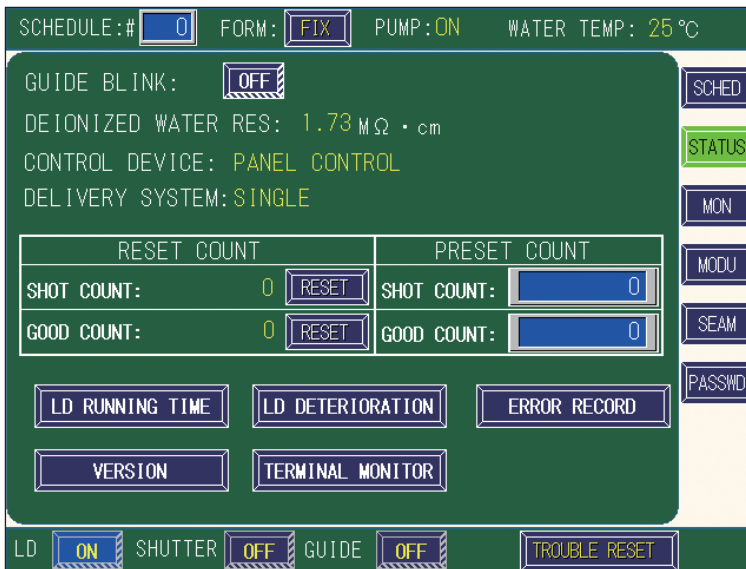 SCHEDULE:# 0 FORM: FIX PUMP:ON WATER TEMP: 25 ℃
GUIDE BLINK: OFF
DEIONIZED WATER RES: 1.73 MΩ・cm
CONTROL DEVICE: PANEL CONTROL
DELIVERY SYSTEM:SINGLE
RESET COUNT PRESET COUNT
SHOT COUNT: 0 RESET SHOT COUNT: 0
GOOD COUNT: 0 RESET GOOD COUNT: 0
LD RUNNING TIME LD DETERIORATION ERROR RECORD
VERSION TERMINAL MONITOR
SCHED
STATUS
MON
MODU
SEAM
PASSWD
LD ON SHUTTER OFF GUIDE OFF TROUBLE RESET